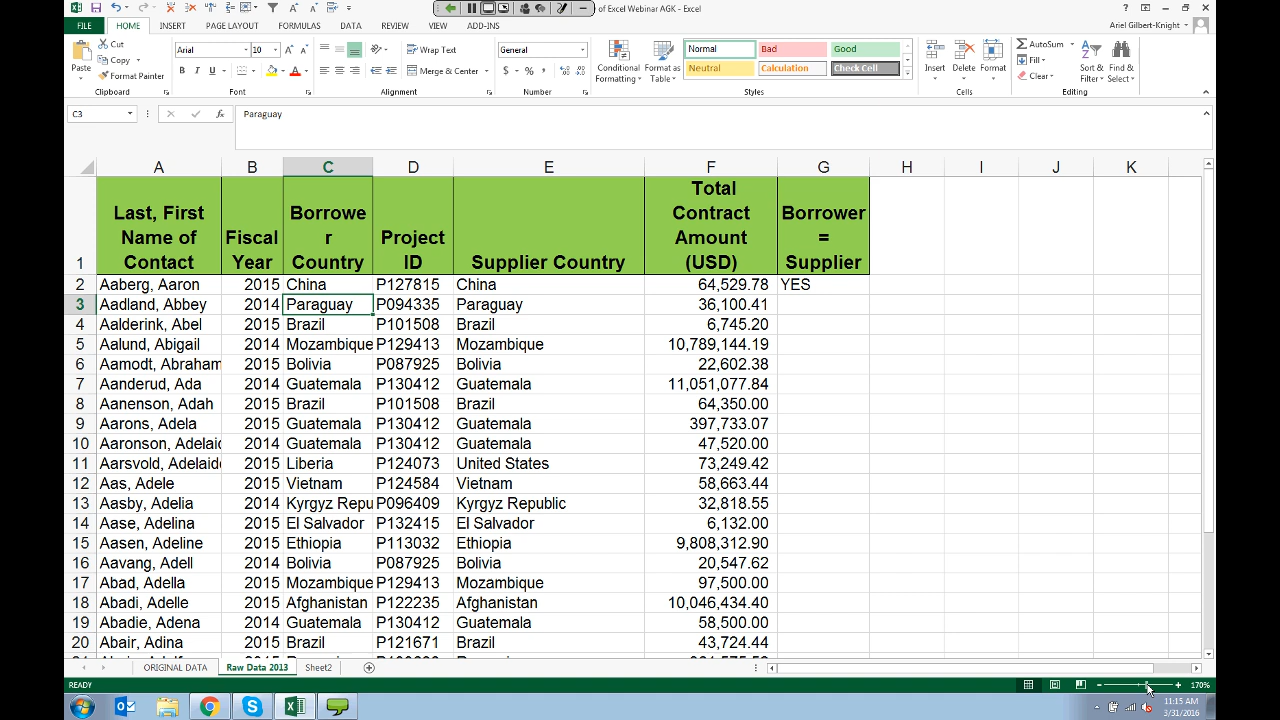 of Excel Webinar AGK - Excel
FILE HOME INSERT PAGE LAYOUT FORMULAS DATA REVIEW VIEW ADD-INS Ariel Gilbert-Knight
Paste Cut Copy Format Painter Clipboard
Arial 10 B I U Font
Wrap Text Merge & Center Alignment
General $ % , Number
Conditional Formatting Format as Table Normal Bad Good Neutral Calculation Check Cell Styles
Insert Delete Format Cells
AutoSum Fill Clear Sort & Filter Find & Select Editing
C3 fx Paraguay
A B C D E F G H I J K
1 Last, First Name of Contact Fiscal Year Borrowe r Country Project ID Supplier Country Total Contract Amount (USD) Borrower = Supplier
2 Aaberg, Aaron 2015 China P127815 China 64,529.78 YES
3 Aadland, Abbey 2014 Paraguay P094335 Paraguay 36,100.41
4 Aalderink, Abel 2015 Brazil P101508 Brazil 6,745.20
5 Aalund, Abigail 2014 Mozambique P129413 Mozambique 10,789,144.19
6 Aamodt, Abraham 2015 Bolivia P087925 Bolivia 22,602.38
7 Aanderud, Ada 2014 Guatemala P130412 Guatemala 11,051,077.84
8 Aanenson, Adah 2015 Brazil P101508 Brazil 64,350.00
9 Aarons, Adela 2015 Guatemala P130412 Guatemala 397,733.07
10 Aaronson, Adelaid 2014 Guatemala P130412 Guatemala 47,520.00
11 Aarsvold, Adelaid 2015 Liberia P124073 United States 73,249.42
12 Aas, Adele 2015 Vietnam P124584 Vietnam 58,663.44
13 Aasby, Adelia 2014 Kyrgyz Repu P096409 Kyrgyz Republic 32,818.55
14 Aase, Adelina 2015 El Salvador P132415 El Salvador 6,132.00
15 Aasen, Adeline 2015 Ethiopia P113032 Ethiopia 9,808,312.90
16 Aavang, Adell 2014 Bolivia P087925 Bolivia 20,547.62
17 Abad, Adella 2015 Mozambique P129413 Mozambique 97,500.00
18 Abadi, Adelle 2015 Afghanistan P122235 Afghanistan 10,046,434.40
19 Abadie, Adena 2014 Guatemala P130412 Guatemala 58,500.00
20 Abair, Adina 2015 Brazil P121671 Brazil 43,724.44
ORIGINAL DATA Raw Data 2013 Sheet2
READY 170%
11:15 AM
3/31/2016